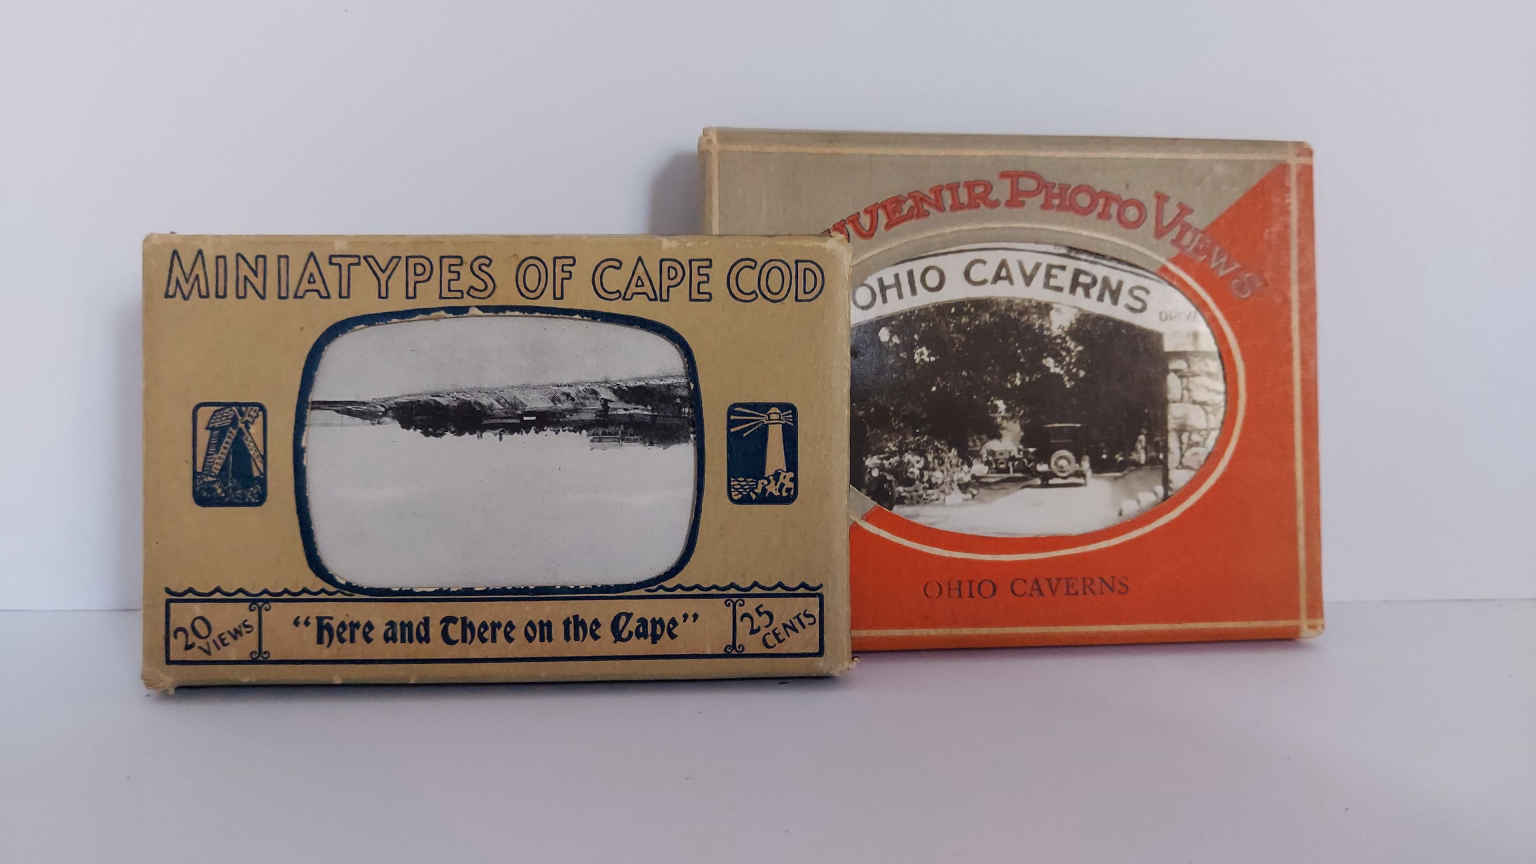 MINIATYPES OF CAPE COD
20 VIEWS
"Here and There on the Cape"
25 CENTS
PHOTO VIEWS
OHIO CAVERNS
OHIO CAVERNS